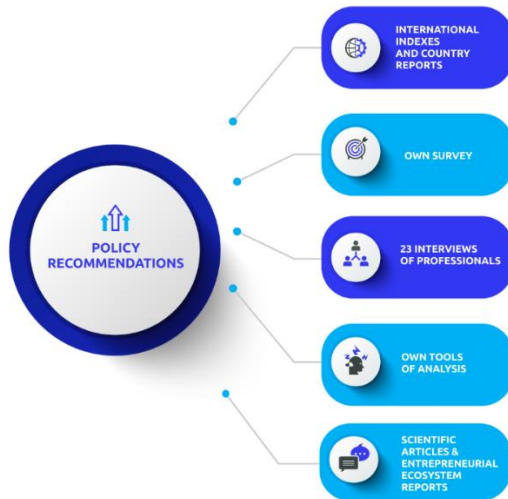 INTERNATIONAL
INDEXES
AND COUNTRY
REPORTS
OWN SURVEY
POLICY
RECOMMENDATIONS
23 INTERVIEWS
OF PROFESSIONALS
OWN TOOLS
OF ANALYSIS
SCIENTIFIC
ARTICLES &
ENTREPRENEURIAL
ECOSYSTEM
REPORTS